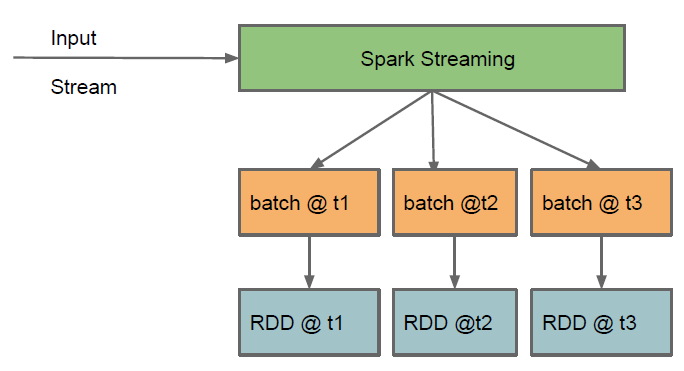 Input
Stream
Spark Streaming
batch @ t1
batch @t2
batch @ t3
RDD @ t1
RDD @t2
RDD @ t3